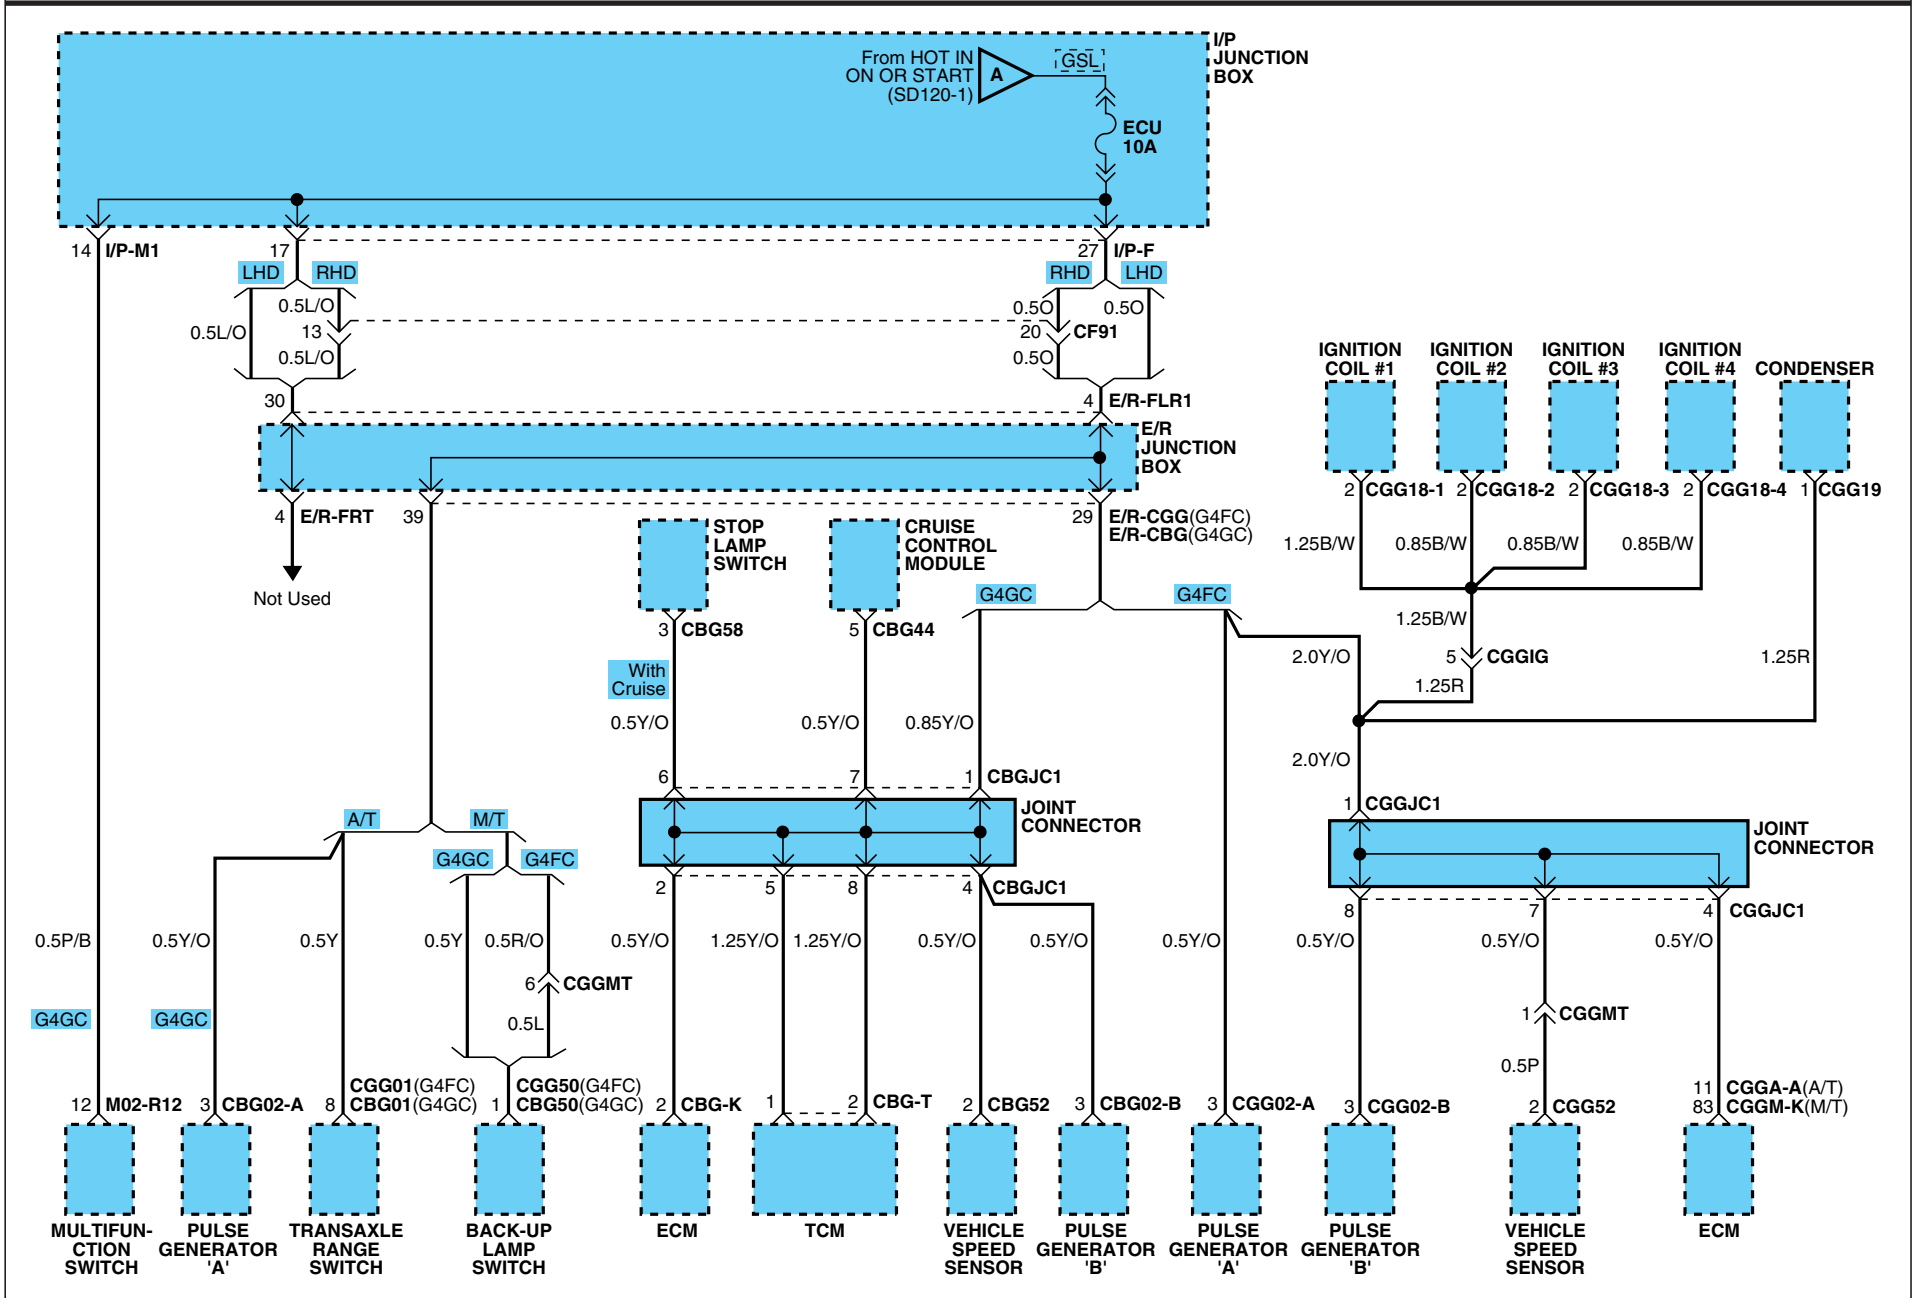 I/P
JUNCTION
BOX
From HOT IN
ON OR START
(SD120-1)
A
GSL
ECU
10A
14 I/P-M1
17
27 I/P-F
LHD RHD
RHD LHD
0.5L/O
0.5O 0.5O
0.5L/O 13
20 CF91
0.5L/O
0.5O
30
4 E/R-FLR1
E/R
JUNCTION
BOX
4 E/R-FRT
39
29 E/R-CGG(G4FC)
E/R-CBG(G4GC)
Not Used
IGNITION
COIL #1
IGNITION
COIL #2
IGNITION
COIL #3
IGNITION
COIL #4
CONDENSER
2 CGG18-1
2 CGG18-2
2 CGG18-3
2 CGG18-4
1 CGG19
1.25B/W
0.85B/W
0.85B/W
0.85B/W
1.25B/W
5 CGGIG
1.25R
1.25R
STOP
LAMP
SWITCH
CRUISE
CONTROL
MODULE
G4GC
G4FC
3 CBG58
5 CBG44
With
Cruise
2.0Y/O
0.5Y/O
0.5Y/O
0.85Y/O
2.0Y/O
6
7
1 CBGJC1
JOINT
CONNECTOR
1 CGGJC1
JOINT
CONNECTOR
A/T
M/T
G4GC G4FC
2
5
8
4 CBGJC1
8
7
4 CGGJC1
0.5P/B
0.5Y/O
0.5Y
0.5Y
0.5R/O
0.5Y/O
1.25Y/O
1.25Y/O
0.5Y/O
0.5Y/O
0.5Y/O
0.5Y/O
0.5Y/O
0.5Y/O
6 CGGMT
1 CGGMT
G4GC
G4GC
0.5L
0.5P
12 M02-R12
3 CBG02-A
CGG01(G4FC)
8 CBG01(G4GC)
CGG50(G4FC)
1 CBG50(G4GC)
2 CBG-K
1
2 CBG-T
2 CBG52
3 CBG02-B
3 CGG02-A
3 CGG02-B
2 CGG52
11 CGGA-A(A/T)
83 CGGM-K(M/T)
MULTIFUN-
CTION
SWITCH
PULSE
GENERATOR
'A'
TRANSAXLE
RANGE
SWITCH
BACK-UP
LAMP
SWITCH
ECM
TCM
VEHICLE
SPEED
SENSOR
PULSE
GENERATOR
'B'
PULSE
GENERATOR
'A'
PULSE
GENERATOR
'B'
VEHICLE
SPEED
SENSOR
ECM